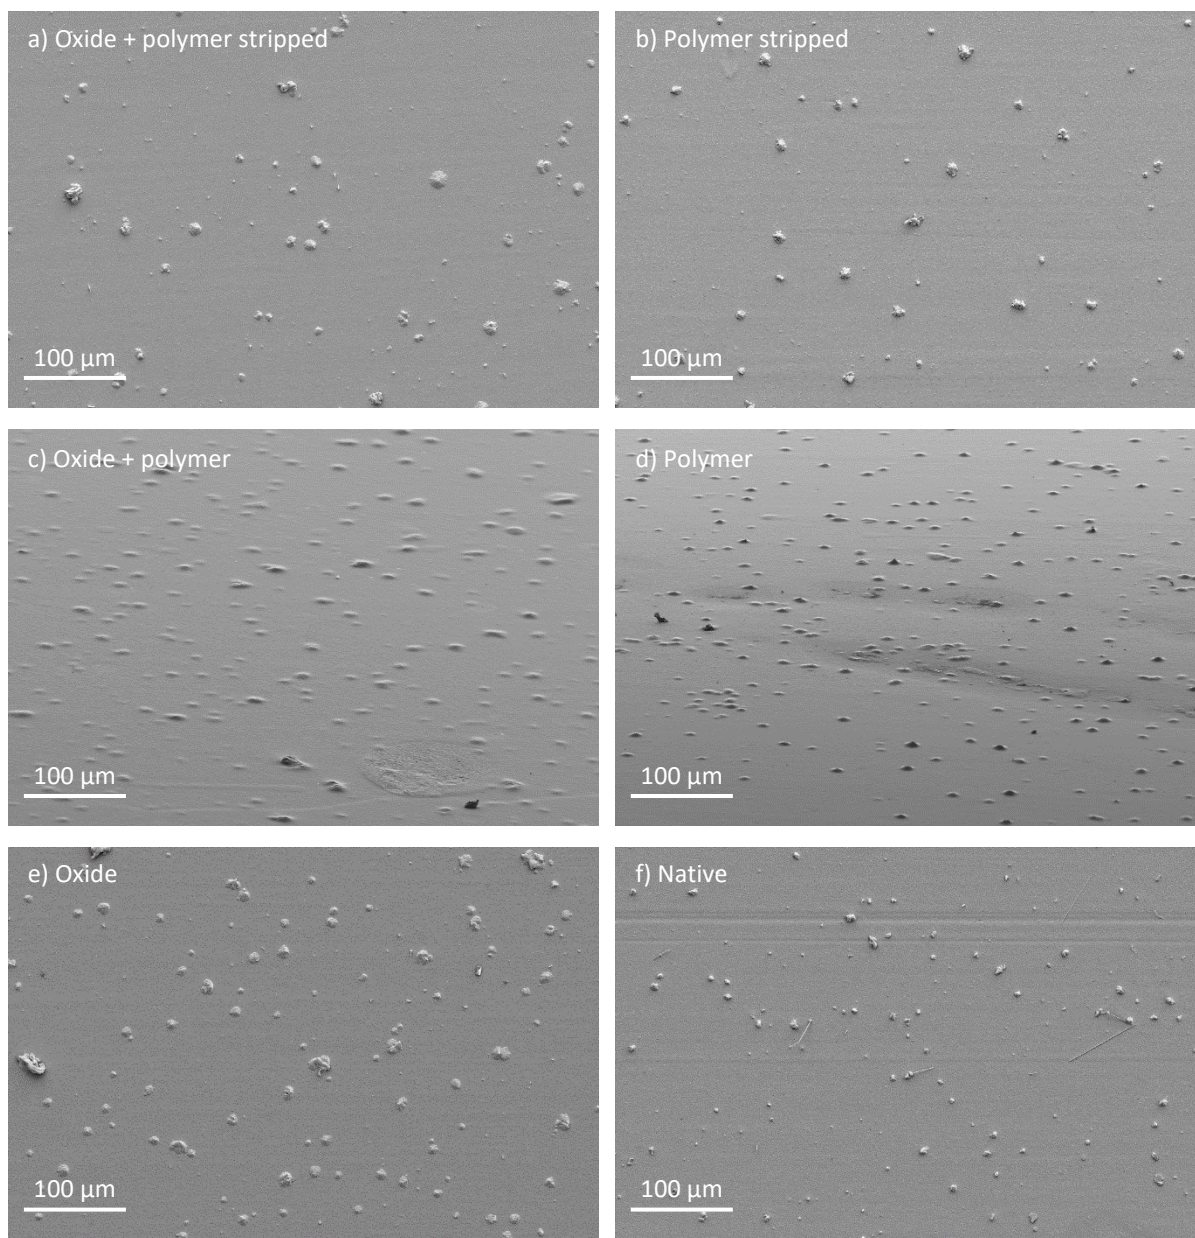 a) Oxide + polymer stripped
100 µm
b) Polymer stripped
100 µm
c) Oxide + polymer
100 µm
d) Polymer
100 µm
e) Oxide
100 µm
f) Native
100 µm